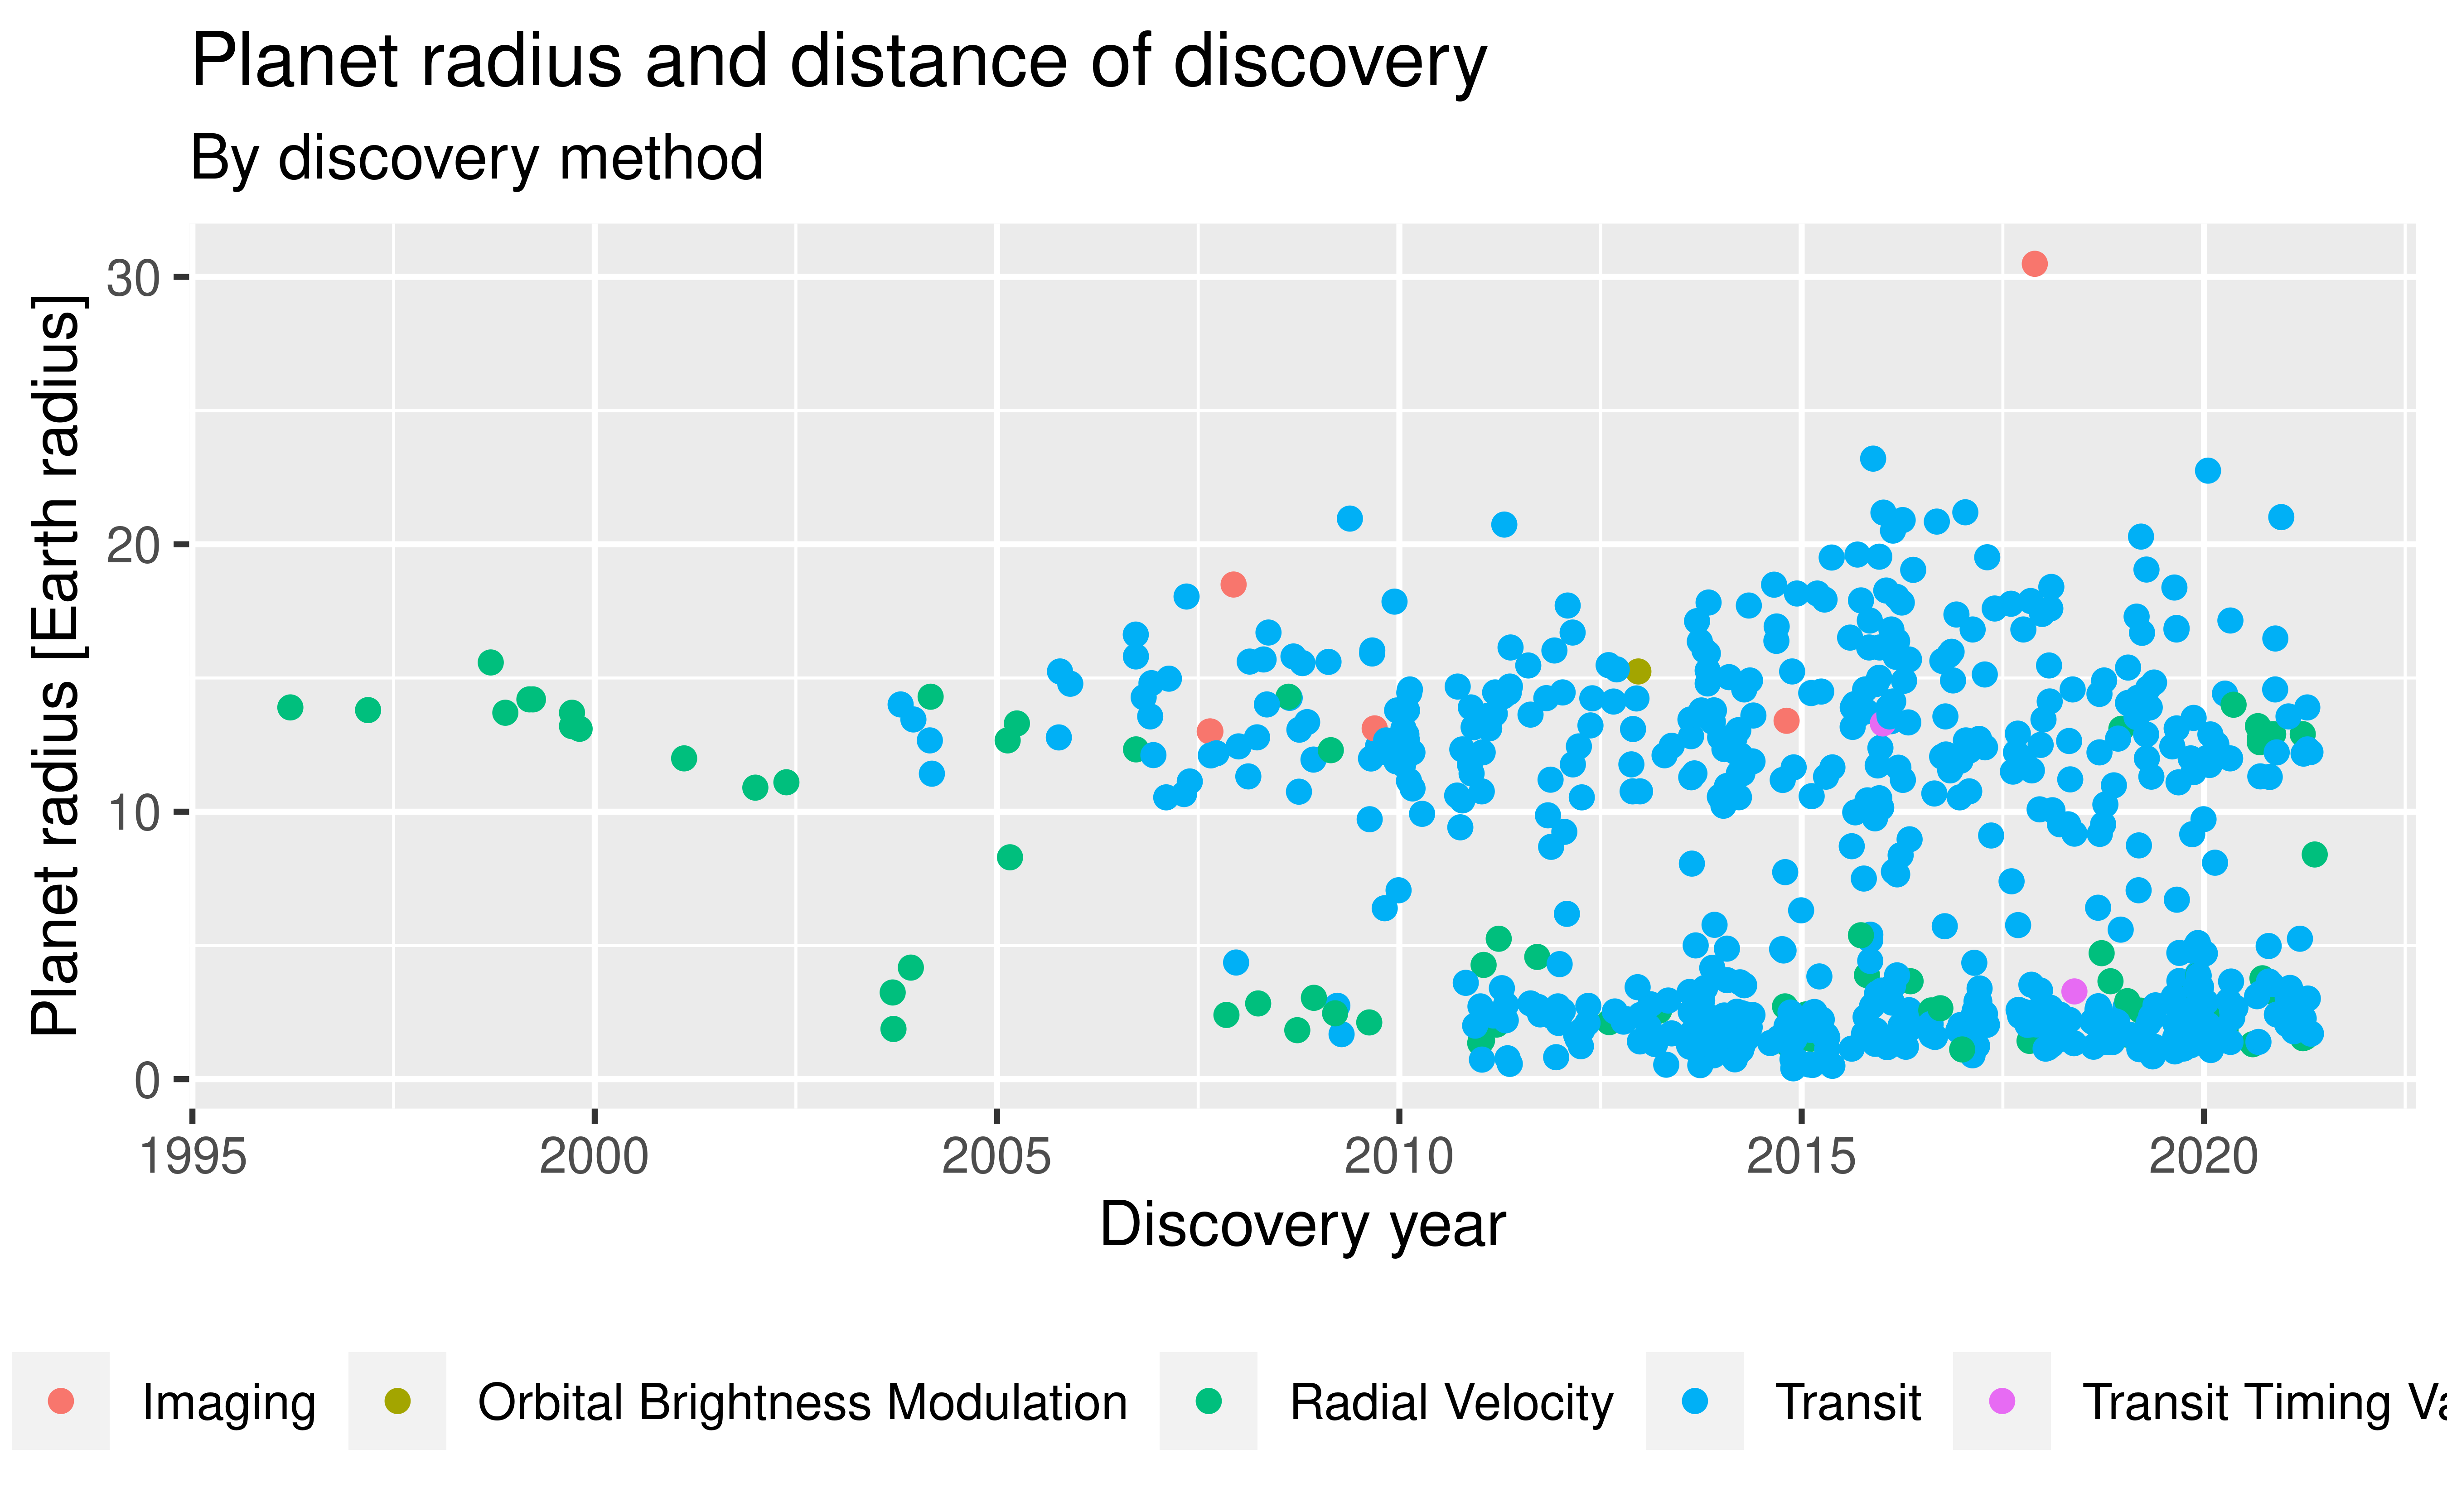 Planet radius and distance of discovery
By discovery method
Planet radius [Earth radius]
30
20
10
0
1995 2000 2005 2010 2015 2020
Discovery year
Imaging Orbital Brightness Modulation Radial Velocity Transit Transit Timing Va